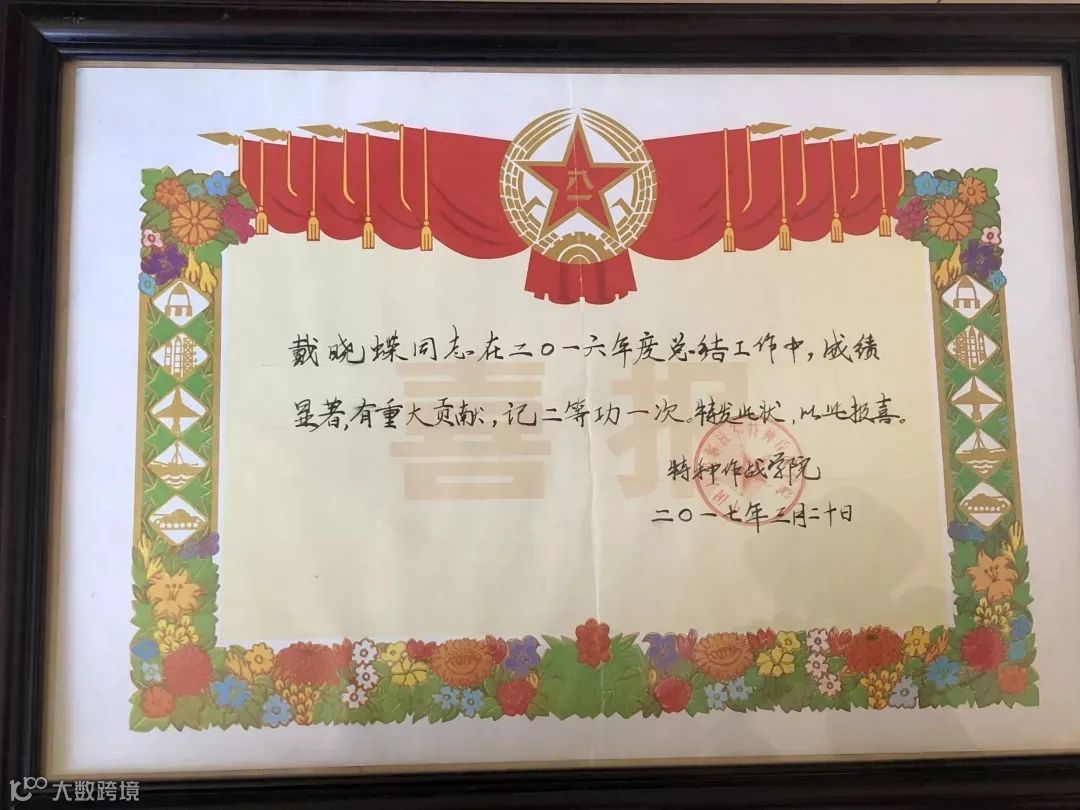 八一
戴晓蝶同志在二〇一六年度总结工作中，成绩
显著，有重大贡献，记二等功一次。特发此状，以此报喜。
喜报
特种作战学院
二〇一七年三月二十日
大数跨境